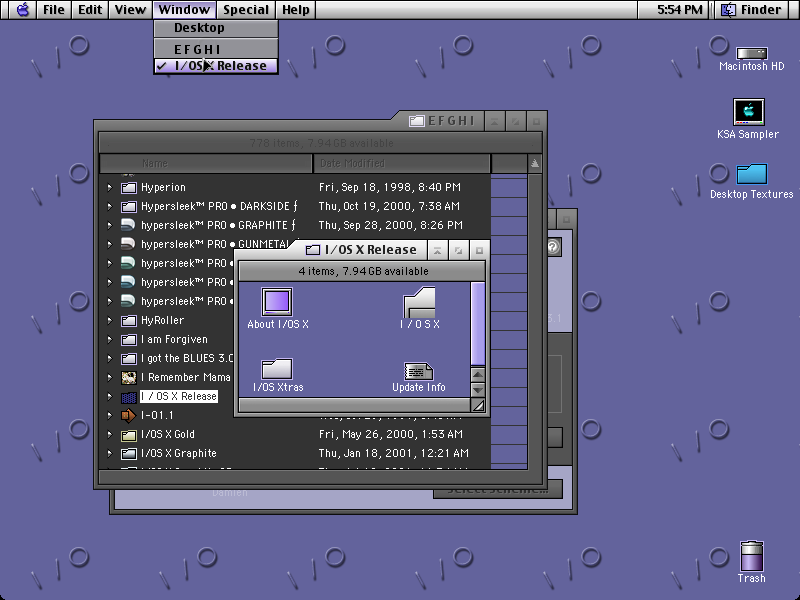 File Edit View Window Special Help 5:54 PM Finder
Desktop
E F G H I
I/OS X Release
Macintosh HD
KSA Sampler
Desktop Textures
E F G H I
778 items, 7.94 GB available
Name Date Modified
Hyperion Fri, Sep 18, 1998, 8:40 PM
Hypersleek™ PRO • DARKSIDE ƒ Thu, Oct 19, 2000, 7:38 AM
hypersleek™ PRO • GRAPHITE ƒ Thu, Sep 28, 2000, 8:26 PM
hypersleek™ PRO • GUNMETAL
hypersleek™ PRO
hypersleek™ PRO
hypersleek™ PRO
HyRoller
I am Forgiven
I got the BLUES 3.0
I Remember Mama
I / OS X Release
I-01.1
I/OS X Gold Fri, May 26, 2000, 1:53 AM
I/OS X Graphite Thu, Jan 18, 2001, 12:21 AM
I/OS X Release
4 items, 7.94 GB available
About I/OS X
I / O S X
I/OS Xtras
Update Info
3.1
Damien
Select Scheme...
Trash